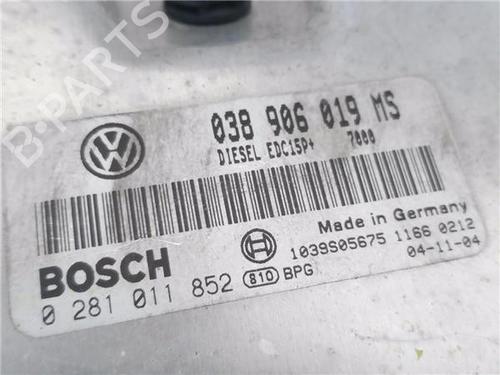 038 906 019 MS
DIESEL EDC15P+ 7080
Made in Germany
BOSCH
1039S05675 1166 0212
0 281 011 852 810 BPG 04-11-04
B-PARTS